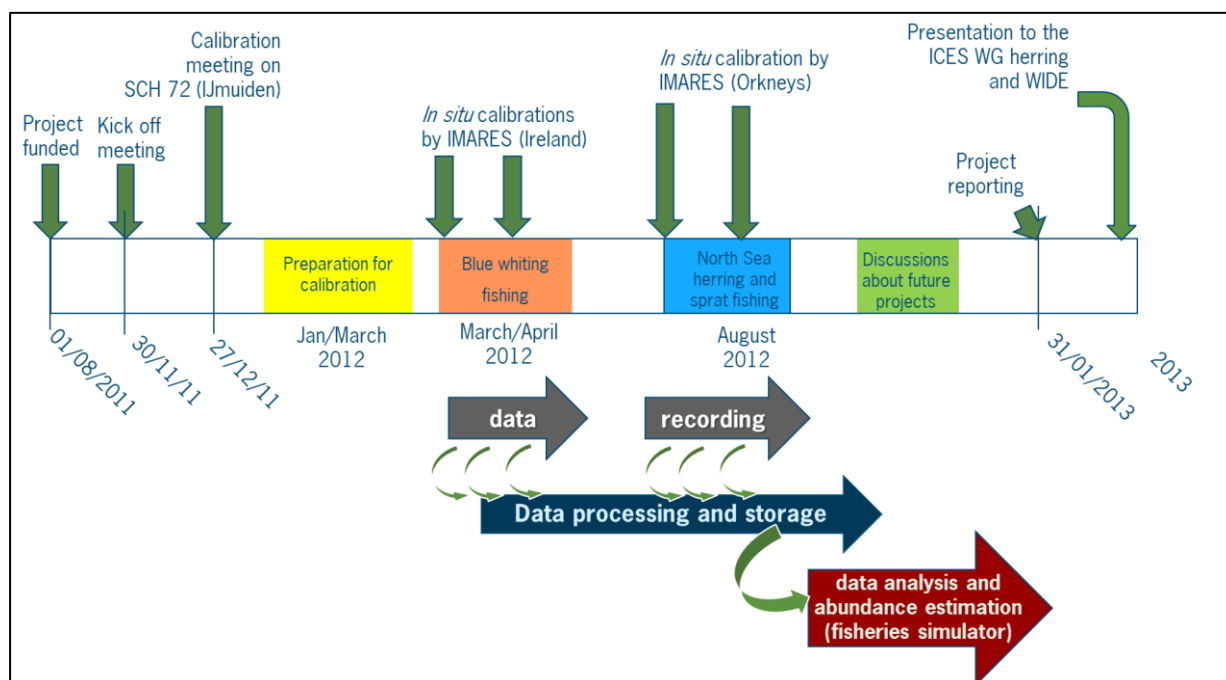 Project
funded
Kick off
meeting
Calibration
meeting on
SCH 72 (IJmuiden)
In situ calibrations
by IMARES (Ireland)
In situ calibration by
IMARES (Orkneys)
Project
reporting
Presentation to the
ICES WG herring
and WIDE
Preparation for
calibration
Blue whiting
fishing
North Sea
herring and
sprat fishing
Discussions
about future
projects
01/08/2011
30/11/11
27/12/11
Jan/March
2012
March/April
2012
August
2012
31/01/2013
2013
data
recording
Data processing and storage
data analysis and
abundance estimation
(fisheries simulator)